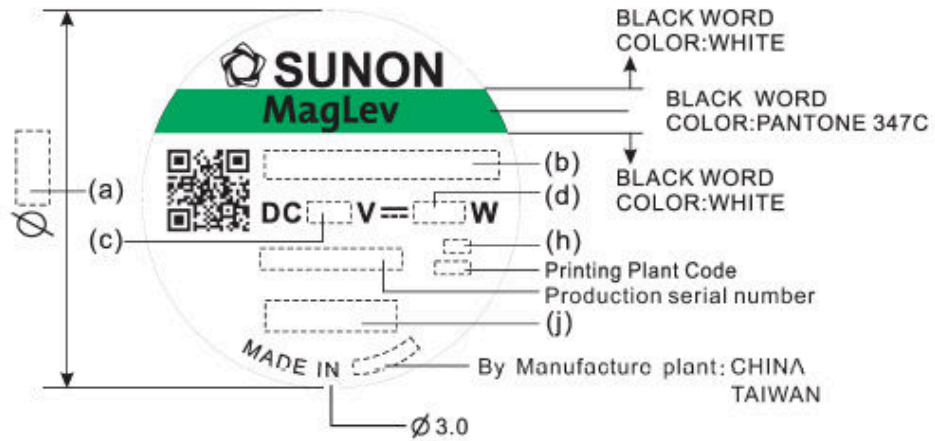 BLACK WORD
COLOR:WHITE
SUNON
MagLev
BLACK WORD
COLOR:PANTONE 347C
(a)
(b)
BLACK WORD
COLOR:WHITE
(d)
DC V W
Ø
(c)
(h)
Printing Plant Code
Production serial number
(j)
MADE IN
By Manufacture plant: CHINA
TAIWAN
Ø 3.0